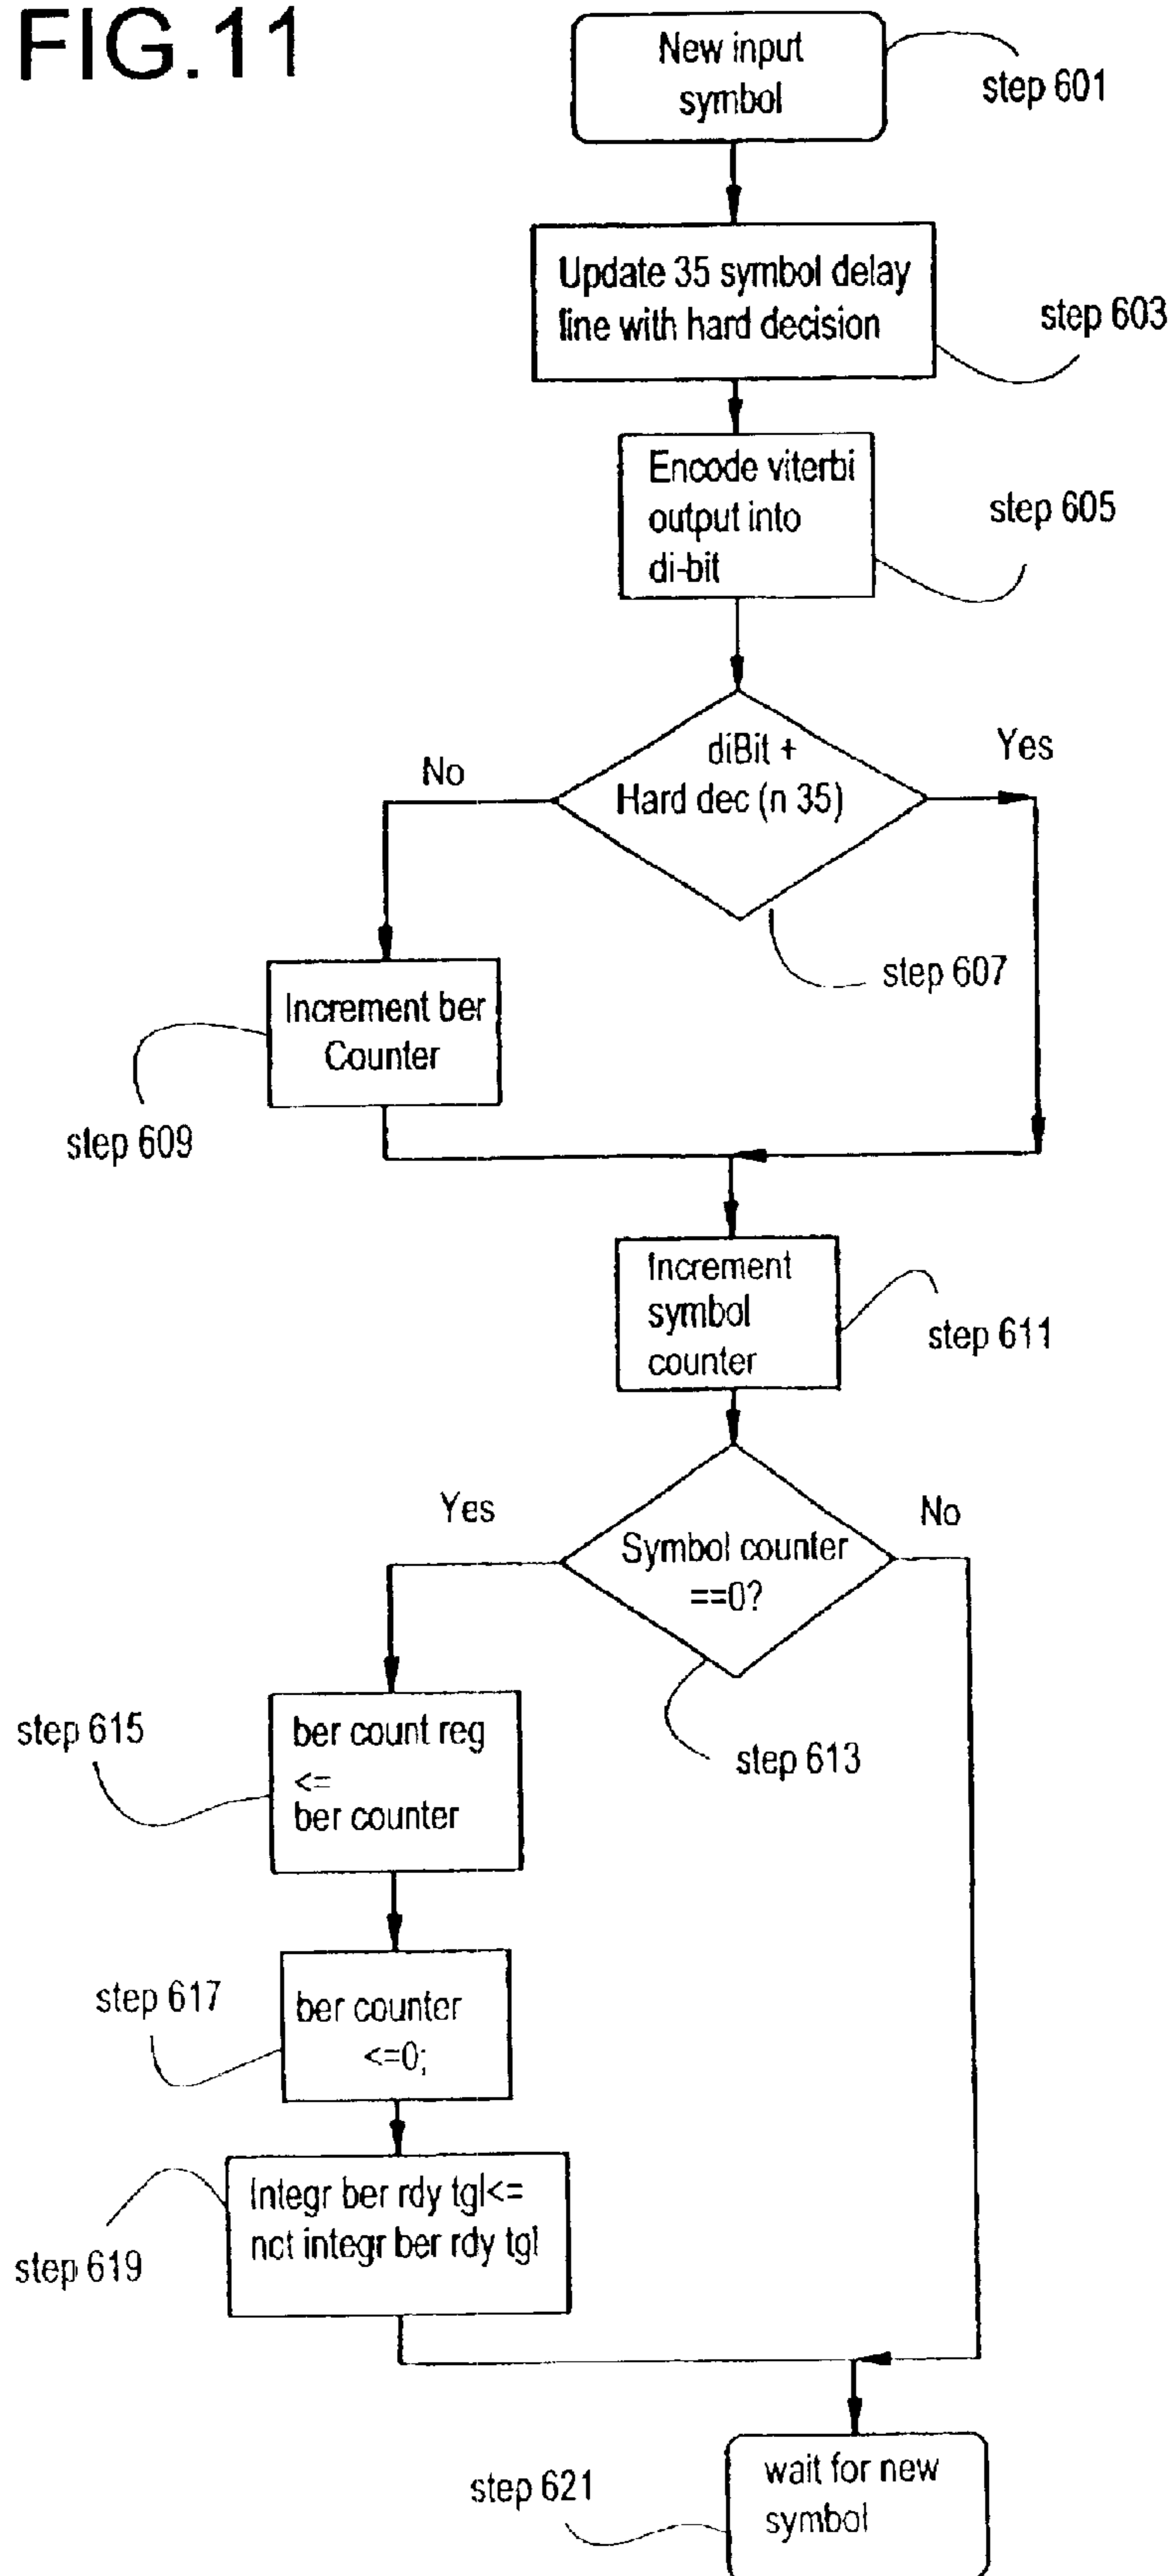 FIG.11
New input
symbol
step 601
Update 35 symbol delay
line with hard decision
step 603
Encode viterbi
output into
di-bit
step 605
diBit +
Hard dec (n 35)
No
Yes
step 607
Increment ber
Counter
step 609
Increment
symbol
counter
step 611
Symbol counter
==0?
Yes
No
step 613
ber count reg
<=
ber counter
step 615
ber counter
<=0;
step 617
Integr ber rdy tgl<=
not integr ber rdy tgl
step 619
wait for new
symbol
step 621